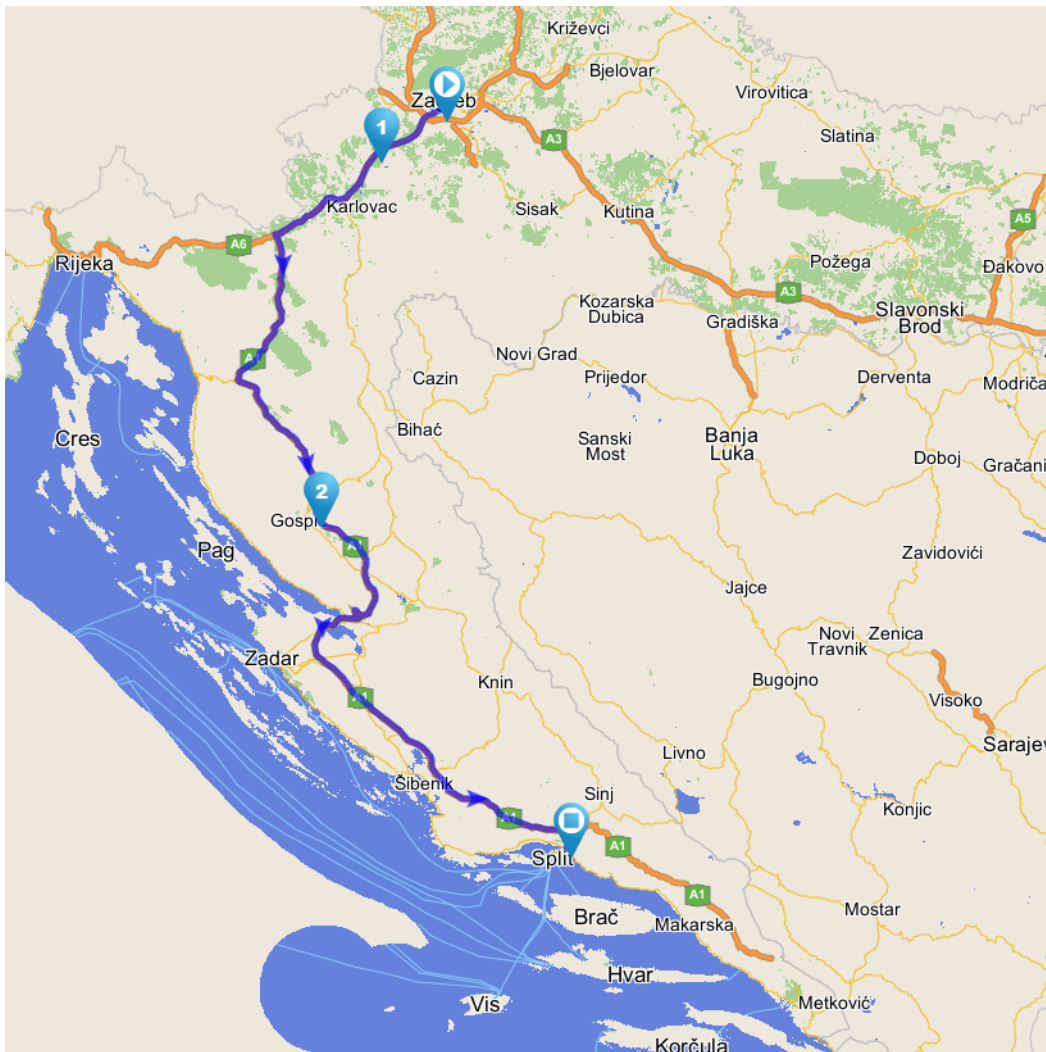 Križevci
Bjelovar
Zagreb
Virovitica
1
A3
Slatina
Karlovac
Sisak
Kutina
A5
A6
Rijeka
Požega
Đakovo
A3
Kozarska
Dubica
Gradiška
Slavonski
Brod
Novi Grad
Cazin
Prijedor
Derventa
Modriča
Bihać
Cres
Sanski
Most
Banja
Luka
Doboj
2
Gospić
Pag
Zavidovići
Jajce
Novi
Travnik
Zenica
Zadar
Knin
Bugojno
Visoko
A1
Sarajev
Livno
Šibenik
Sinj
Konjic
A1
A1
Split
A1
Brač
Makarska
Mostar
Hvar
Vis
Metković
Korčula